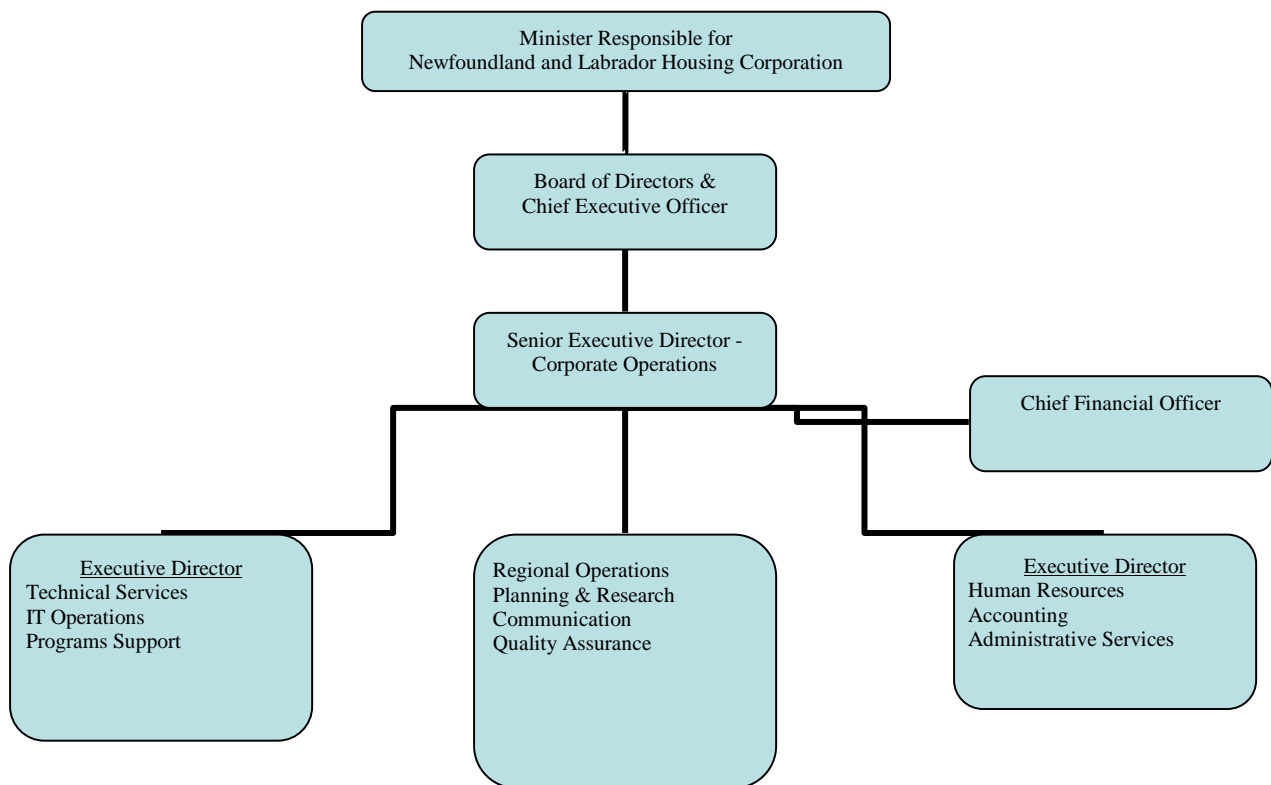 Minister Responsible for
Newfoundland and Labrador Housing Corporation
Board of Directors &
Chief Executive Officer
Senior Executive Director -
Corporate Operations
Chief Financial Officer
Executive Director
Technical Services
IT Operations
Programs Support
Regional Operations
Planning & Research
Communication
Quality Assurance
Executive Director
Human Resources
Accounting
Administrative Services